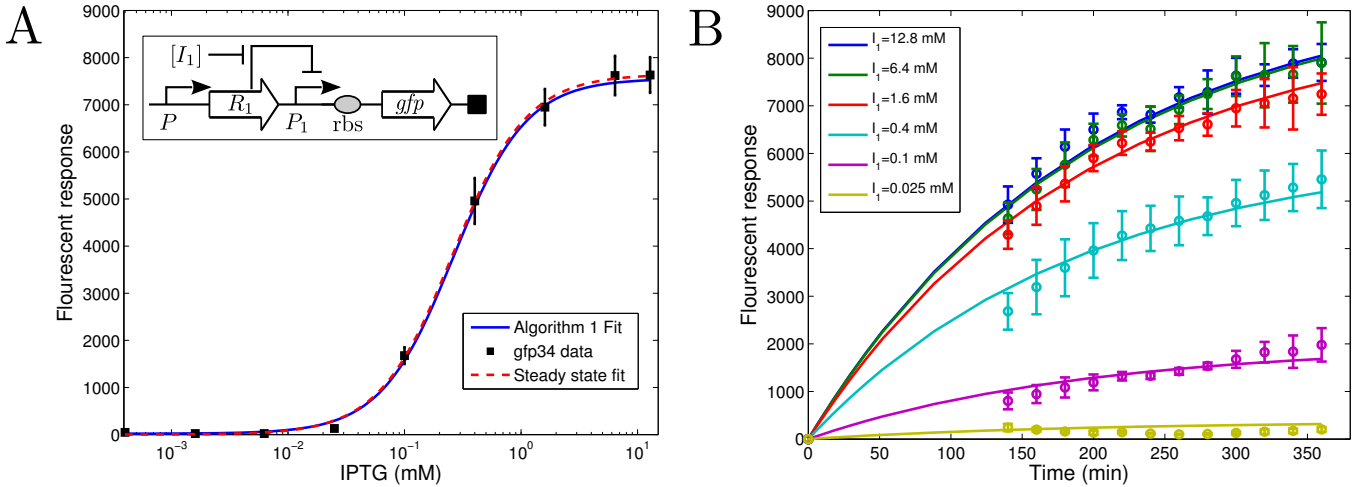 A
9000
8000
7000
6000
5000
4000
3000
2000
1000
0
Flourescent response
[I₁]
P
R₁
P₁
rbs
gfp
Algorithm 1 Fit
gfp34 data
Steady state fit
10⁻³
10⁻²
10⁻¹
10⁰
10¹
IPTG (mM)
B
9000
8000
7000
6000
5000
4000
3000
2000
1000
0
Flourescent response
I₁=12.8 mM
I₁=6.4 mM
I₁=1.6 mM
I₁=0.4 mM
I₁=0.1 mM
I₁=0.025 mM
0 50 100 150 200 250 300 350
Time (min)